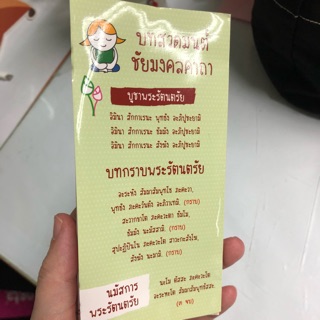 บทสวดมนต์
ชัยมงคลคาถา
บูชาพระรัตนตรัย
อิมินา สักกาเรนะ พุทธัง อะภิปูชะยามิ
อิมินา สักกาเรนะ ธัมมัง อะภิปูชะยามิ
อิมินา สักกาเรนะ สังฆัง อะภิปูชะยามิ
บทกราบพระรัตนตรัย
อะระหัง สัมมาสัมพุทโธ ภะคะวา,
พุทธัง ภะคะวันตัง อะภิวาเทมิ. (กราบ)
สะวากขาโต ภะคะวะตา ธัมโม,
ธัมมัง นะมัสสามิ. (กราบ)
สุปะฏิปันโน ภะคะวะโต สาวะกะสังโฆ,
สังฆัง นะมามิ. (กราบ)
นมัสการ
พระรัตนตรัย
นะโม ตัสสะ ภะคะวะโต
อะระหะโต สัมมาสัมพุทธัสสะ
(๓ จบ)